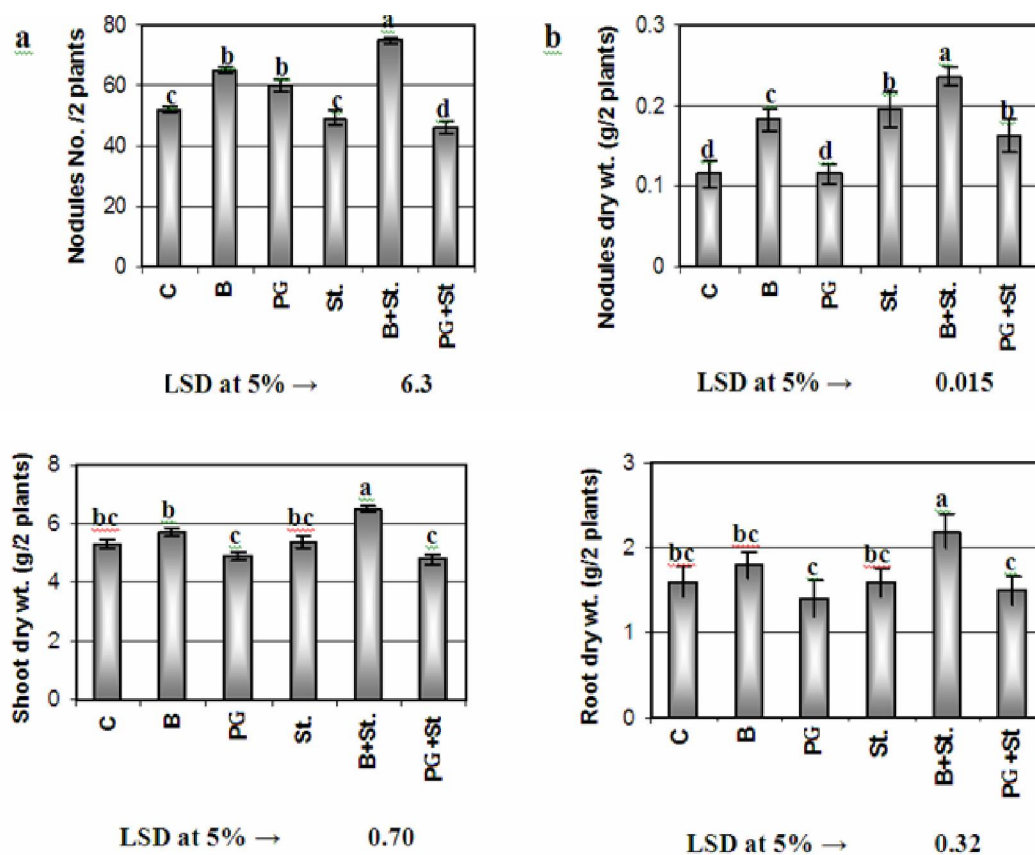 a
Nodules No. /2 plants
80
60
40
20
0
c
b
b
c
a
d
C
B
PG
St.
B+St.
PG+St
LSD at 5% → 6.3
b
Nodules dry wt. (g/2 plants)
0.3
0.2
0.1
0
d
c
d
b
a
b
C
B
PG
St.
B+St.
PG+St
LSD at 5% → 0.015
Shoot dry wt. (g/2 plants)
8
6
4
2
0
bc
b
c
bc
a
c
C
B
PG
St.
B+St.
PG+St
LSD at 5% → 0.70
Root dry wt. (g/2 plants)
3
2
1
0
bc
bc
c
bc
a
c
C
B
PG
St.
B+St.
PG+St
LSD at 5% → 0.32